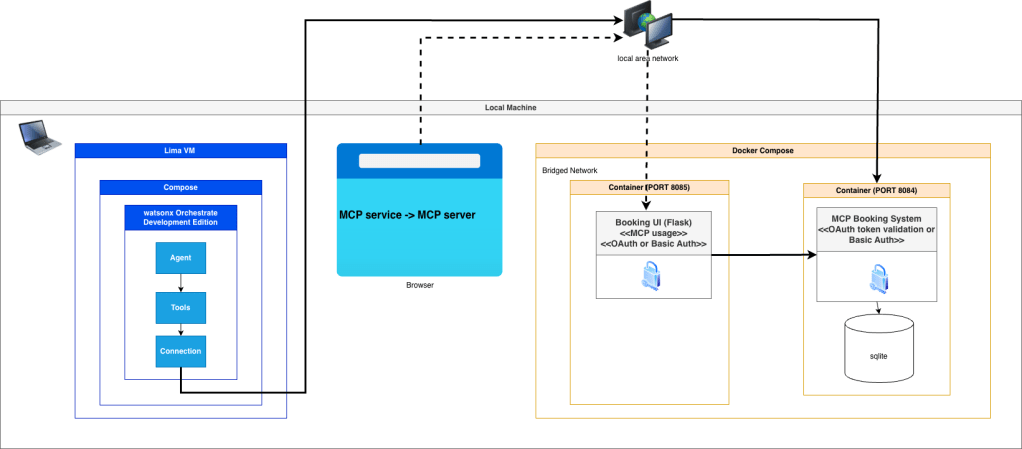 local area network
Local Machine
Lima VM
Compose
watsonx Orchestrate
Development Edition
Agent
Tools
Connection
MCP service -> MCP server
Browser
Docker Compose
Bridged Network
Container (PORT 8085)
Booking UI (Flask)
<<MCP usage>>
<<OAuth or Basic Auth>>
Container (PORT 8084)
MCP Booking System
<<OAuth token validation or
Basic Auth>>
sqlite